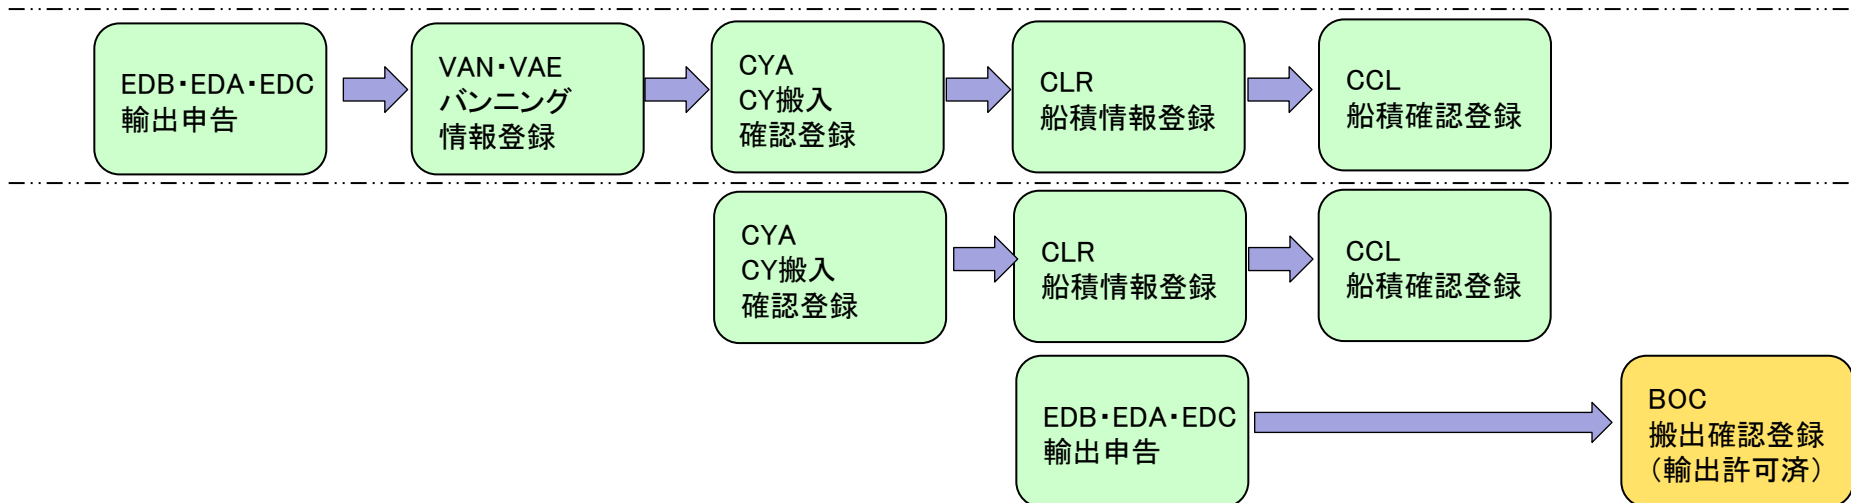 EDB・EDA・EDC
輸出申告
VAN・VAE
バンニング
情報登録
CYA
CY搬入
確認登録
CLR
船積情報登録
CCL
船積確認登録
CYA
CY搬入
確認登録
CLR
船積情報登録
CCL
船積確認登録
EDB・EDA・EDC
輸出申告
BOC
搬出確認登録
（輸出許可済）